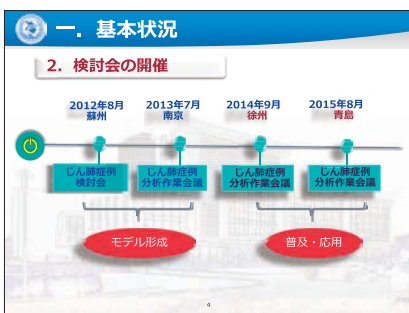 一．基本状況
2．検討会の開催
2012年8月
蘇州
2013年7月
南京
2014年9月
徐州
2015年8月
青島
じん肺症例
検討会
じん肺症例
分析作業会議
じん肺症例
分析作業会議
じん肺症例
分析作業会議
モデル形成
普及・応用
4